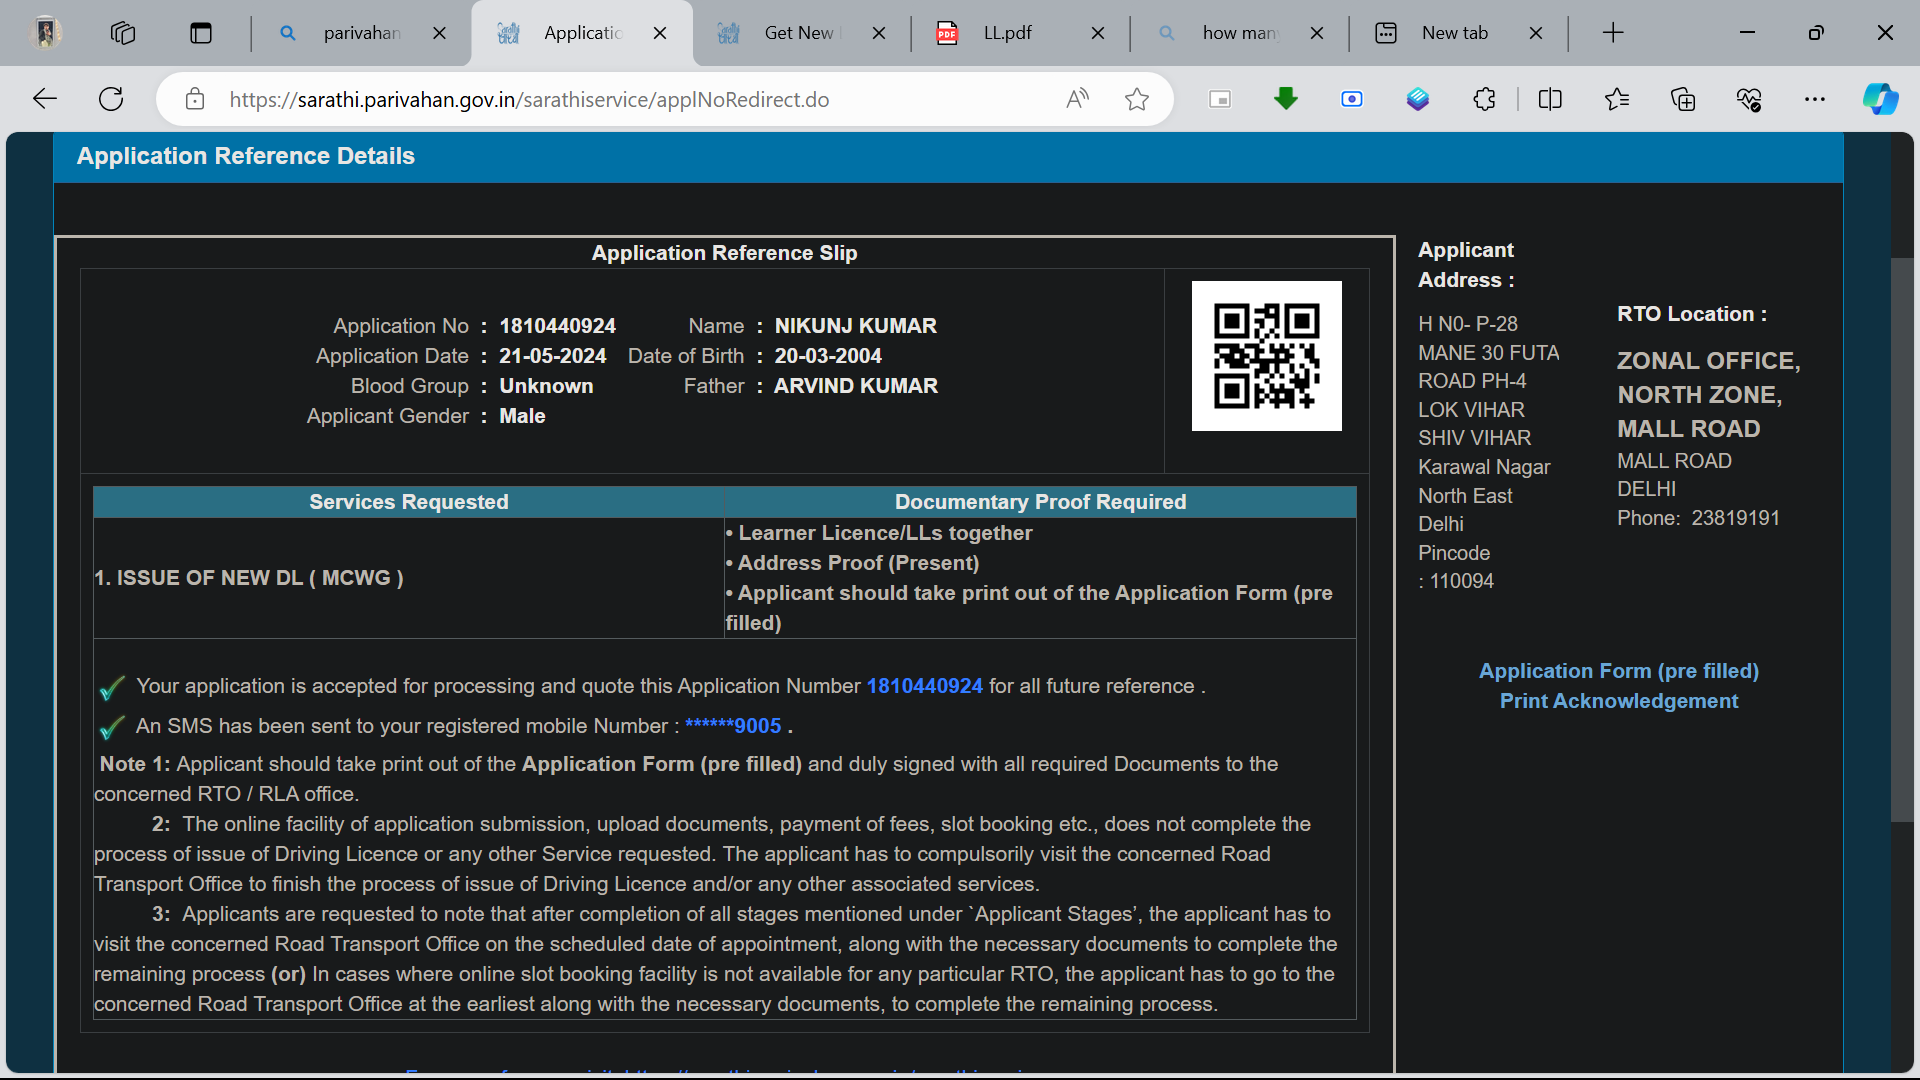 parivahan
Applicatio
Get New
LL.pdf
how man
New tab
https://sarathi.parivahan.gov.in/sarathiservice/applNoRedirect.do
Application Reference Details
Application Reference Slip
Application No : 1810440924 Name : NIKUNJ KUMAR
Application Date : 21-05-2024 Date of Birth : 20-03-2004
Blood Group : Unknown Father : ARVIND KUMAR
Applicant Gender : Male
Services Requested
Documentary Proof Required
1. ISSUE OF NEW DL ( MCWG )
• Learner Licence/LLs together
• Address Proof (Present)
• Applicant should take print out of the Application Form (pre
filled)
Your application is accepted for processing and quote this Application Number 1810440924 for all future reference .
An SMS has been sent to your registered mobile Number : ******9005 .
Note 1: Applicant should take print out of the Application Form (pre filled) and duly signed with all required Documents to the
concerned RTO / RLA office.
2: The online facility of application submission, upload documents, payment of fees, slot booking etc., does not complete the
process of issue of Driving Licence or any other Service requested. The applicant has to compulsorily visit the concerned Road
Transport Office to finish the process of issue of Driving Licence and/or any other associated services.
3: Applicants are requested to note that after completion of all stages mentioned under `Applicant Stages’, the applicant has to
visit the concerned Road Transport Office on the scheduled date of appointment, along with the necessary documents to complete the
remaining process (or) In cases where online slot booking facility is not available for any particular RTO, the applicant has to go to the
concerned Road Transport Office at the earliest along with the necessary documents, to complete the remaining process.
Applicant
Address :
H N0- P-28
MANE 30 FUTA
ROAD PH-4
LOK VIHAR
SHIV VIHAR
Karawal Nagar
North East
Delhi
Pincode
: 110094
RTO Location :
ZONAL OFFICE,
NORTH ZONE,
MALL ROAD
MALL ROAD
DELHI
Phone: 23819191
Application Form (pre filled)
Print Acknowledgement